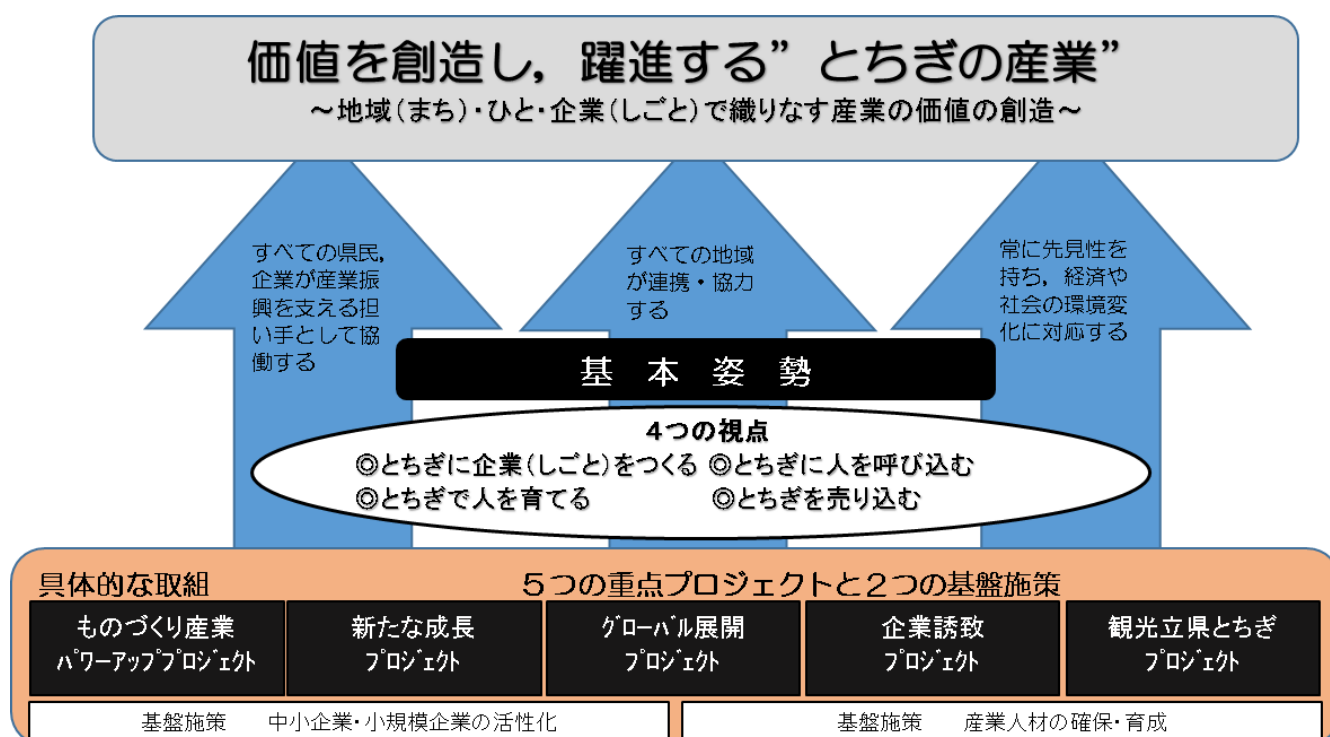 価値を創造し，躍進する”とちぎの産業”
～地域（まち）・ひと・企業（しごと）で織りなす産業の価値の創造～
すべての県民，
企業が産業振
興を支える担
い手として協
働する
すべての地域
が連携・協力
する
常に先見性を
持ち，経済や
社会の環境変
化に対応する
基本姿勢
４つの視点
◎とちぎに企業（しごと）をつくる ◎とちぎに人を呼び込む
◎とちぎで人を育てる ◎とちぎを売り込む
具体的な取組 ５つの重点プロジェクトと２つの基盤施策
ものづくり産業
ﾊﾟﾜｰｱｯﾌﾟプﾛｼﾞｪｸﾄ
新たな成長
ﾌﾟﾛｼﾞｪｸﾄ
ｸﾞﾛｰﾊﾞﾙ展開
ﾌﾟﾛｼﾞｪｸﾄ
企業誘致
ﾌﾟﾛｼﾞｪｸﾄ
観光立県とちぎ
ﾌﾟﾛｼﾞｪｸﾄ
基盤施策 中小企業・小規模企業の活性化
基盤施策 産業人材の確保・育成